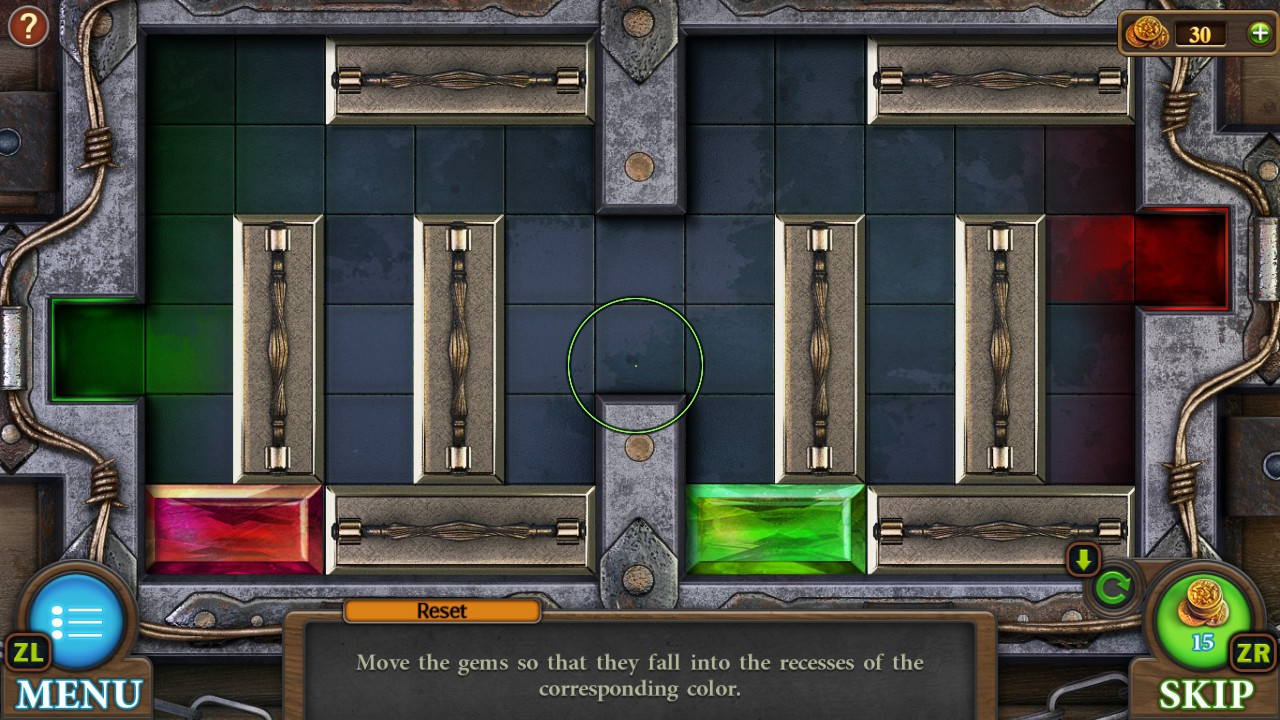 ?
30
+
Reset
Move the gems so that they fall into the recesses of the
corresponding color.
ZL
MENU
15
ZR
SKIP